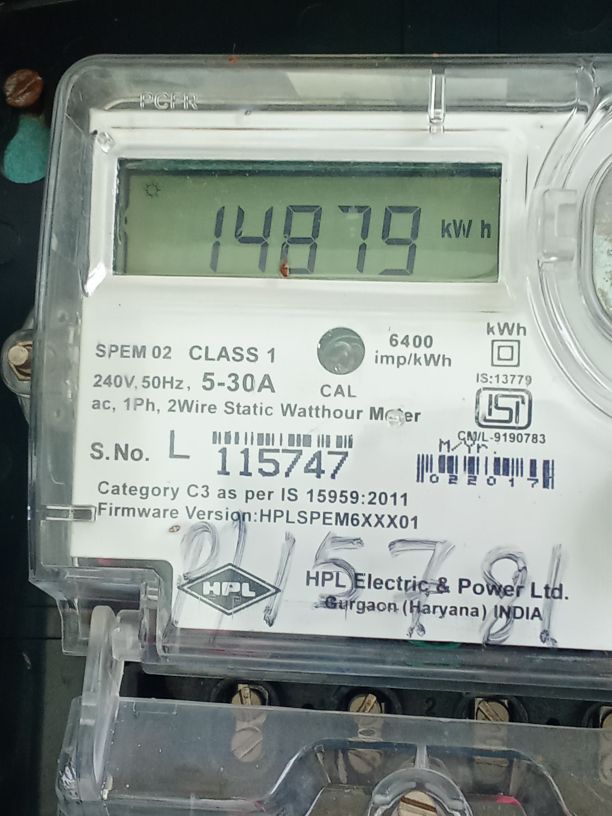 14879 kWh
SPEM 02 CLASS 1
6400
imp/kWh
kWh
240V, 50Hz, 5-30A
CAL
IS:13779
ac, 1Ph, 2Wire Static Watthour Meter
ISI
CM/L-9190783
S.No. L 115747
M/Yr.
022017
Category C3 as per IS 15959:2011
Firmware Version:HPLSPEM6XXX01
HPL
HPL Electric & Power Ltd.
Gurgaon (Haryana) INDIA